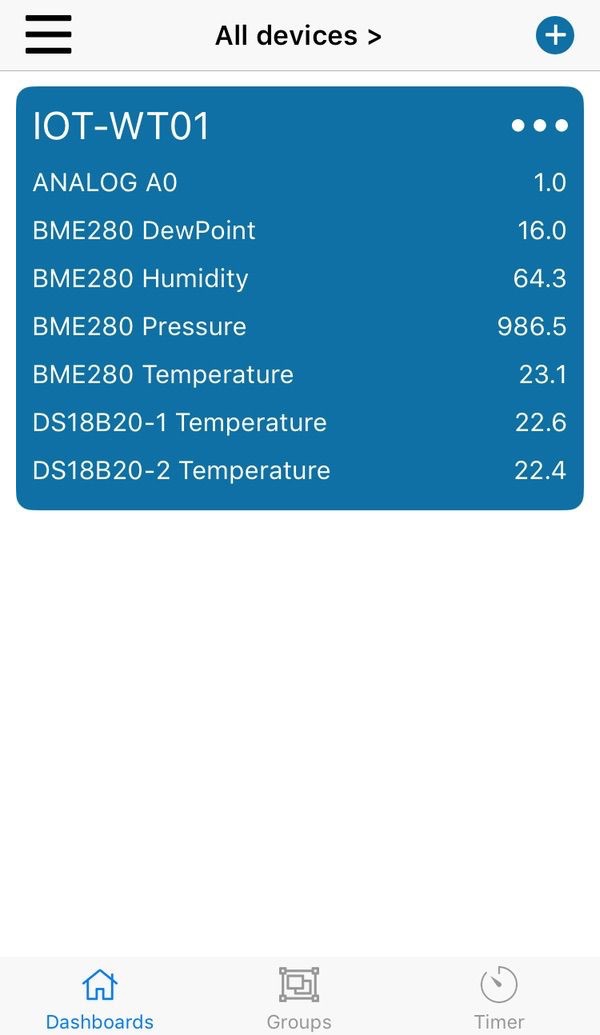 All devices >
IOT-WT01
ANALOG A0 1.0
BME280 DewPoint 16.0
BME280 Humidity 64.3
BME280 Pressure 986.5
BME280 Temperature 23.1
DS18B20-1 Temperature 22.6
DS18B20-2 Temperature 22.4
Dashboards Groups Timer